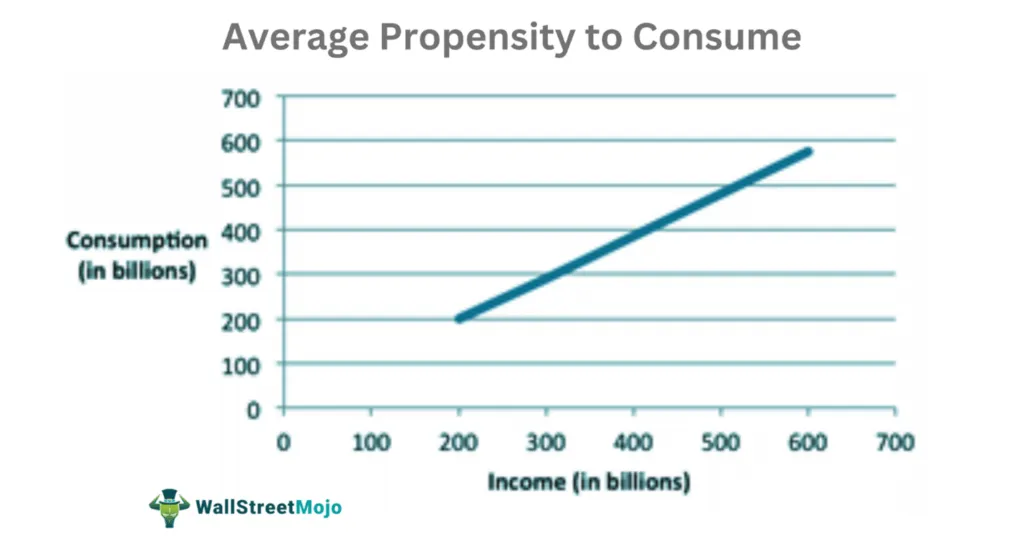 Average Propensity to Consume
700
600
500
400
300
200
100
0
Consumption
(in billions)
0 100 200 300 400 500 600 700
Income (in billions)
WallStreetMojo